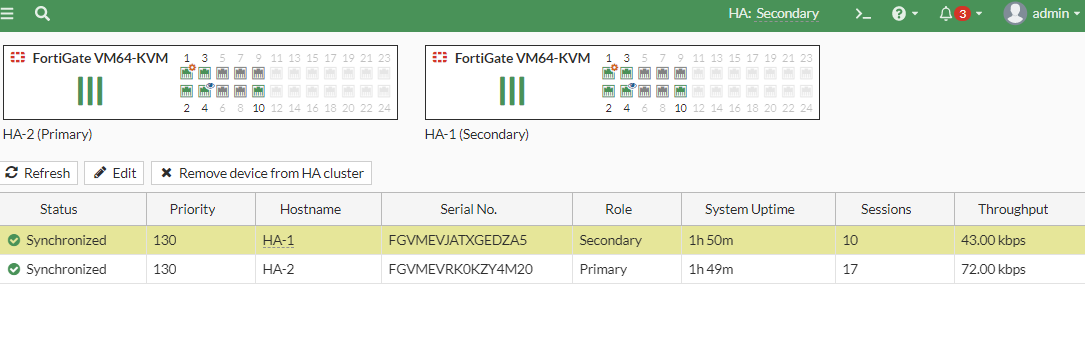 HA: Secondary >_ ? 3 admin
FortiGate VM64-KVM 1 3 5 7 9 11 13 15 17 19 21 23
2 4 6 8 10 12 14 16 18 20 22 24
HA-2 (Primary)
FortiGate VM64-KVM 1 3 5 7 9 11 13 15 17 19 21 23
2 4 6 8 10 12 14 16 18 20 22 24
HA-1 (Secondary)
Refresh Edit Remove device from HA cluster
Status Priority Hostname Serial No. Role System Uptime Sessions Throughput
Synchronized 130 HA-1 FGVMEVJATXGEDZA5 Secondary 1h 50m 10 43.00 kbps
Synchronized 130 HA-2 FGVMEVRK0KZY4M20 Primary 1h 49m 17 72.00 kbps